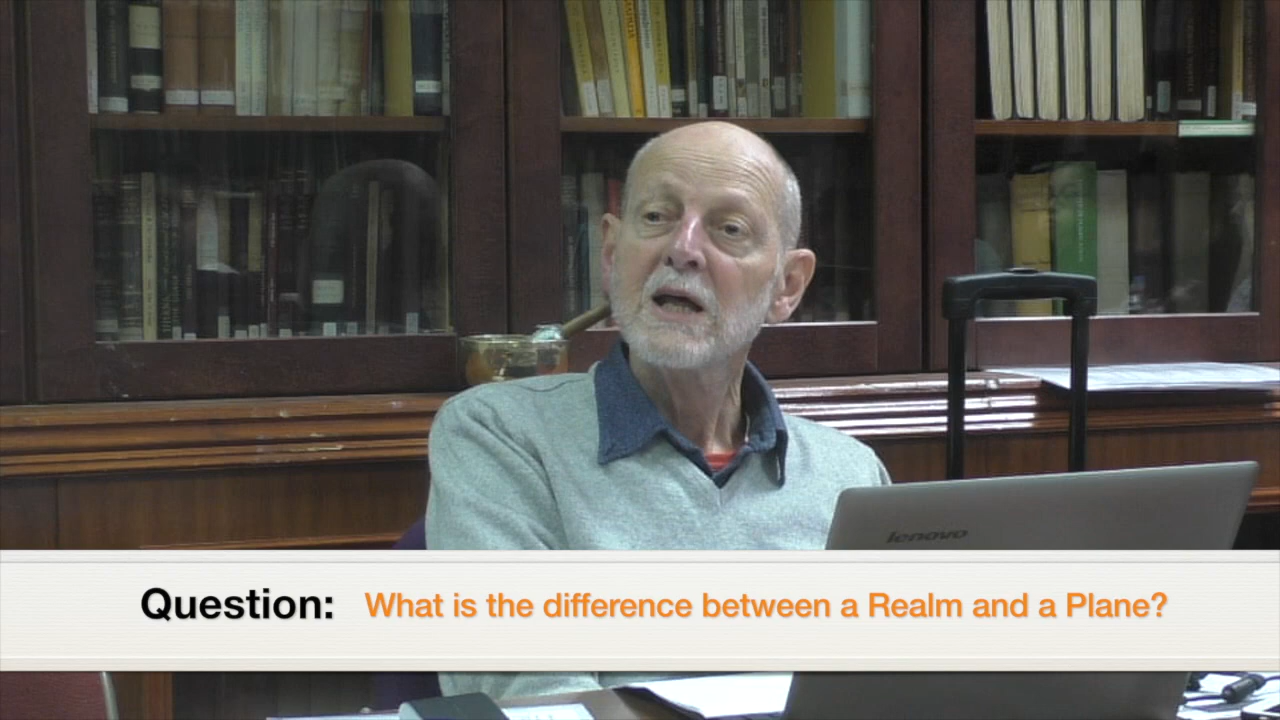 lenovo
Question: What is the difference between a Realm and a Plane?